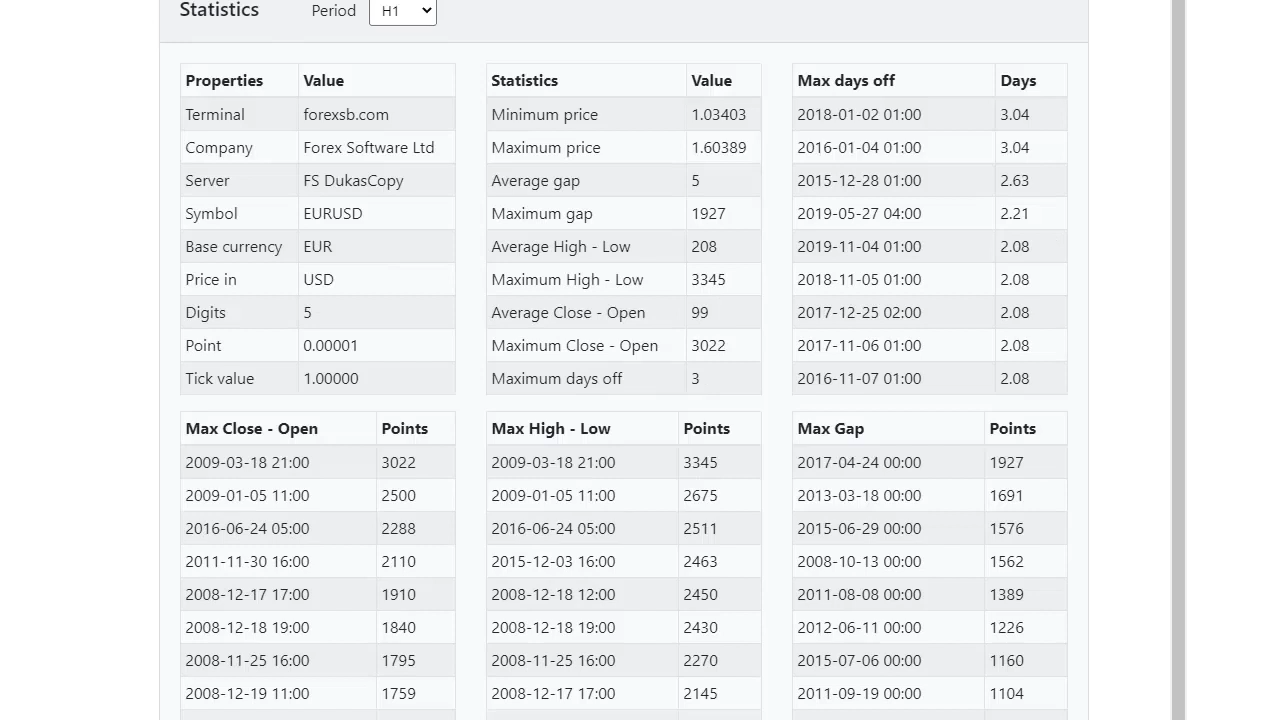 Statistics Period H1
Properties Value
Terminal forexsb.com
Company Forex Software Ltd
Server FS DukasCopy
Symbol EURUSD
Base currency EUR
Price in USD
Digits 5
Point 0.00001
Tick value 1.00000
Statistics Value
Minimum price 1.03403
Maximum price 1.60389
Average gap 5
Maximum gap 1927
Average High - Low 208
Maximum High - Low 3345
Average Close - Open 99
Maximum Close - Open 3022
Maximum days off 3
Max days off Days
2018-01-02 01:00 3.04
2016-01-04 01:00 3.04
2015-12-28 01:00 2.63
2019-05-27 04:00 2.21
2019-11-04 01:00 2.08
2018-11-05 01:00 2.08
2017-12-25 02:00 2.08
2017-11-06 01:00 2.08
2016-11-07 01:00 2.08
Max Close - Open Points
2009-03-18 21:00 3022
2009-01-05 11:00 2500
2016-06-24 05:00 2288
2011-11-30 16:00 2110
2008-12-17 17:00 1910
2008-12-18 19:00 1840
2008-11-25 16:00 1795
2008-12-19 11:00 1759
Max High - Low Points
2009-03-18 21:00 3345
2009-01-05 11:00 2675
2016-06-24 05:00 2511
2015-12-03 16:00 2463
2008-12-18 12:00 2450
2008-12-18 19:00 2430
2008-11-25 16:00 2270
2008-12-17 17:00 2145
Max Gap Points
2017-04-24 00:00 1927
2013-03-18 00:00 1691
2015-06-29 00:00 1576
2008-10-13 00:00 1562
2011-08-08 00:00 1389
2012-06-11 00:00 1226
2015-07-06 00:00 1160
2011-09-19 00:00 1104